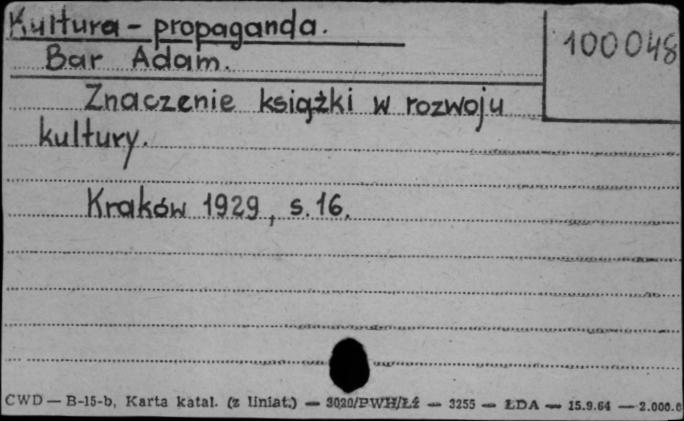 Kultura - propaganda.
100048
Bar Adam.
Znaczenie książki w rozwoju
kultury.
Kraków 1929, s. 16.
CWD — B-15-b, Karta katal. (z liniat.) — 3020/PWH/Łź — 3255 — ŁDA — 15.9.64 — 2.000.0